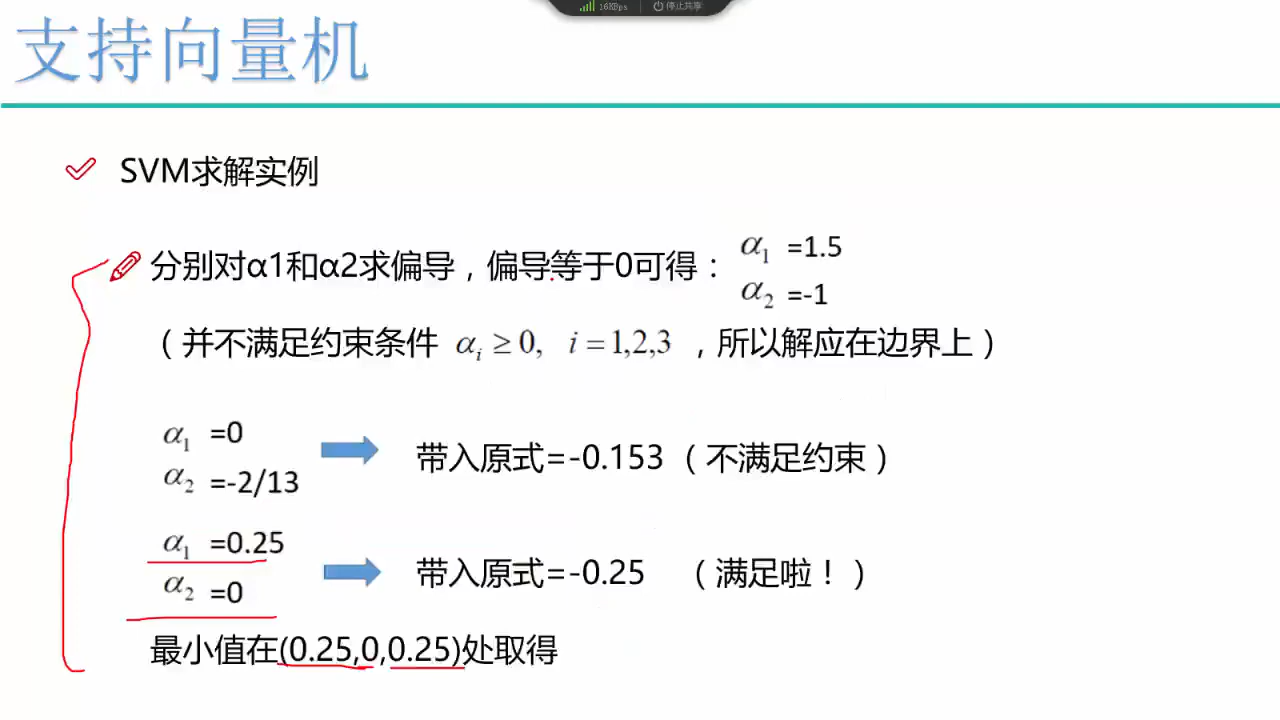 16KBps 停止共享
支持向量机
SVM求解实例
分别对α1和α2求偏导，偏导等于0可得： α₁ =1.5
α₂ =-1
（并不满足约束条件 αᵢ ≥ 0, i = 1,2,3 ，所以解应在边界上）
α₁ =0
α₂ =-2/13
带入原式=-0.153（不满足约束）
α₁ =0.25
α₂ =0
带入原式=-0.25 （满足啦！）
最小值在(0.25,0,0.25)处取得